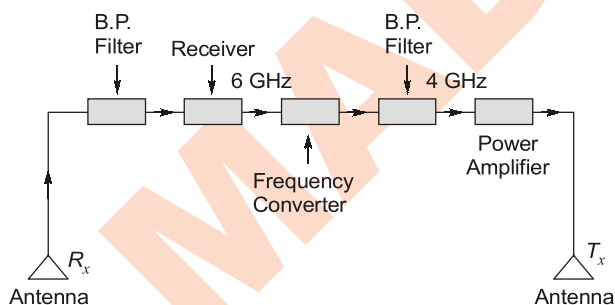 B.P.
Filter
Receiver
6 GHz
B.P.
Filter
4 GHz
Frequency
Converter
Power
Amplifier
Rx
Antenna
Tx
Antenna